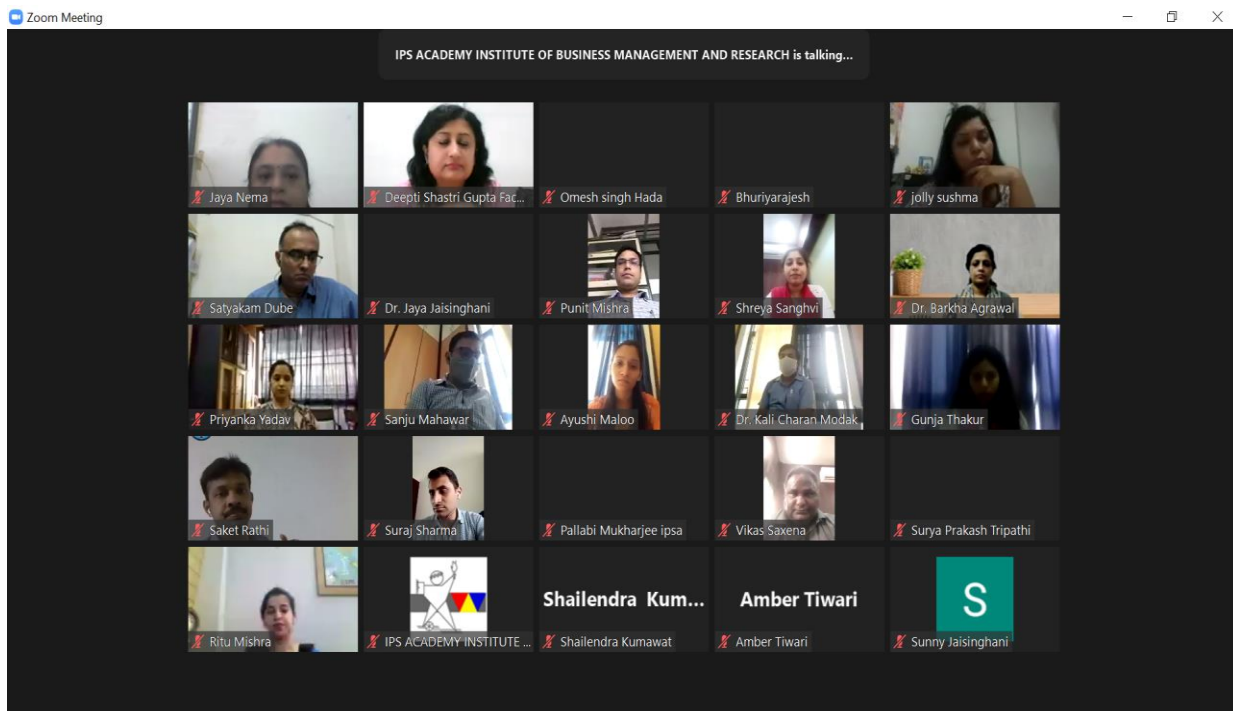 Zoom Meeting
IPS ACADEMY INSTITUTE OF BUSINESS MANAGEMENT AND RESEARCH is talking...
Jaya Nema
Deepti Shastri Gupta Fac...
Omesh singh Hada
Bhuriyarajesh
jolly sushma
Satyakam Dube
Dr. Jaya Jaisinghani
Punit Mishra
Shreya Sanghvi
Dr. Barkha Agrawal
Priyanka Yadav
Sanju Mahawar
Ayushi Maloo
Dr. Kali Charan Modak
Gunja Thakur
Saket Rathi
Suraj Sharma
Pallabi Mukharjee ipsa
Vikas Saxena
Surya Prakash Tripathi
Ritu Mishra
IPS ACADEMY INSTITUTE ...
Shailendra Kum...
Shailendra Kumawat
Amber Tiwari
Amber Tiwari
S
Sunny Jaisinghani